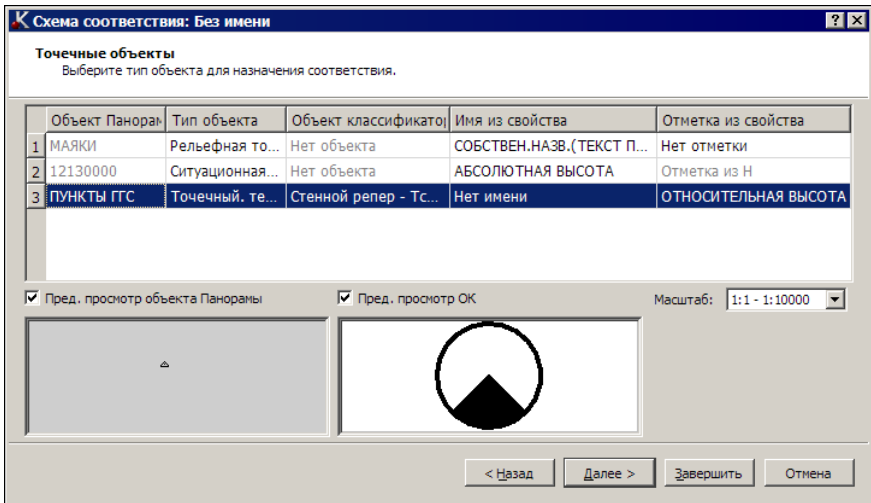 Схема соответствия: Без имени
Точечные объекты
Выберите тип объекта для назначения соответствия.
Объект Панорам Тип объекта Объект классификатор Имя из свойства Отметка из свойства
1 МАЯКИ Рельефная то... Нет объекта СОБСТВЕН.НАЗВ.(ТЕКСТ П... Нет отметки
2 12130000 Ситуационная... Нет объекта АБСОЛЮТНАЯ ВЫСОТА Отметка из H
3 ПУНКТЫ ГГС Точечный. те... Стенной репер - Тс... Нет имени ОТНОСИТЕЛЬНАЯ ВЫСОТА
Пред. просмотр объекта Панорамы Пред. просмотр ОК Масштаб: 1:1 - 1:10000
< Назад Далее > Завершить Отмена